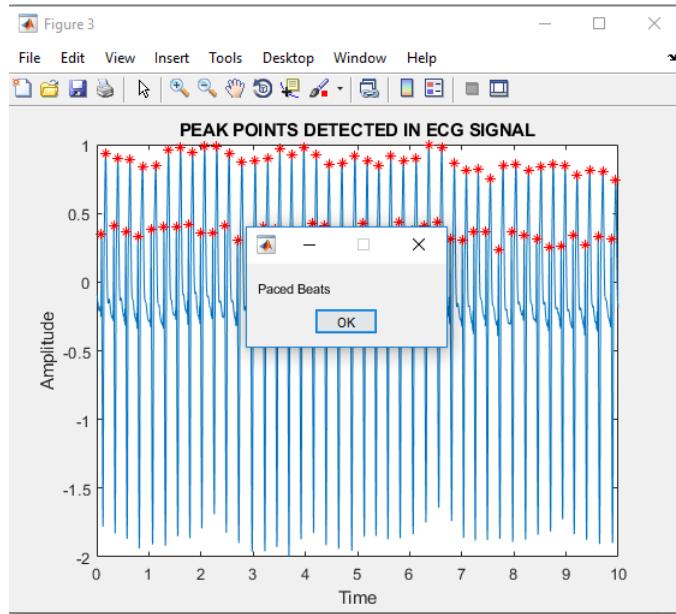 Figure 3
File Edit View Insert Tools Desktop Window Help
PEAK POINTS DETECTED IN ECG SIGNAL
1
0.5
0
-0.5
-1
-1.5
-2
Amplitude
Paced Beats
OK
0 1 2 3 4 5 6 7 8 9 10
Time